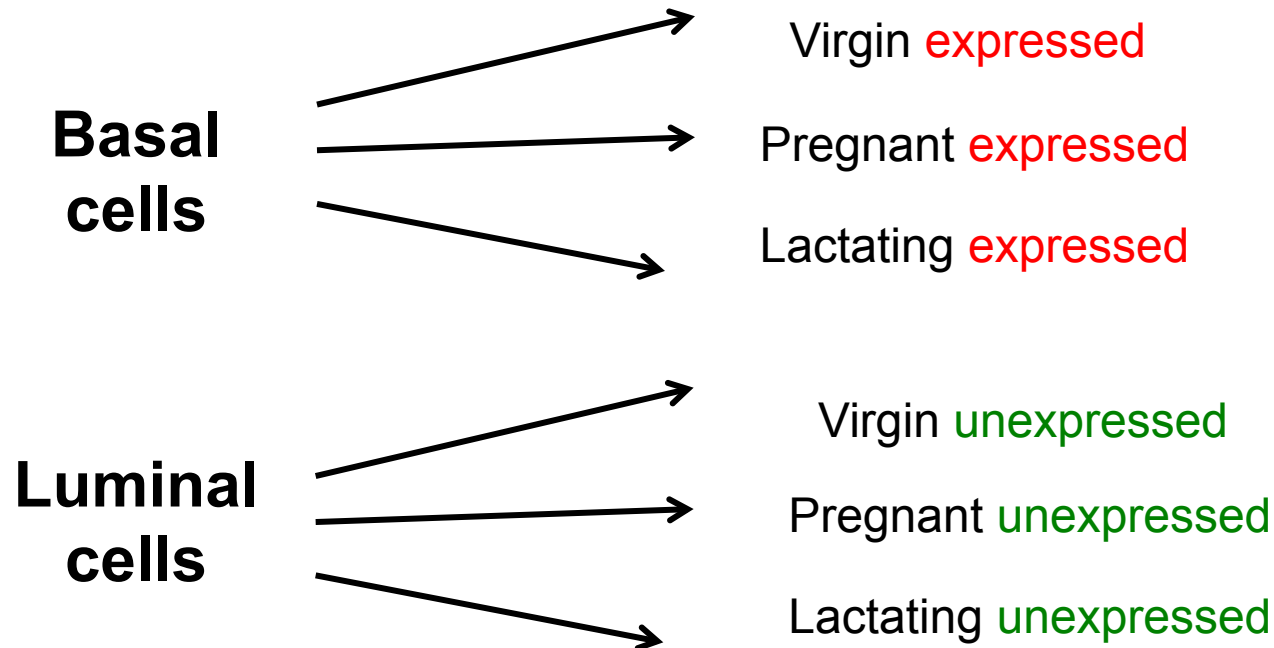 Basal
cells
Virgin expressed
Pregnant expressed
Lactating expressed
Luminal
cells
Virgin unexpressed
Pregnant unexpressed
Lactating unexpressed